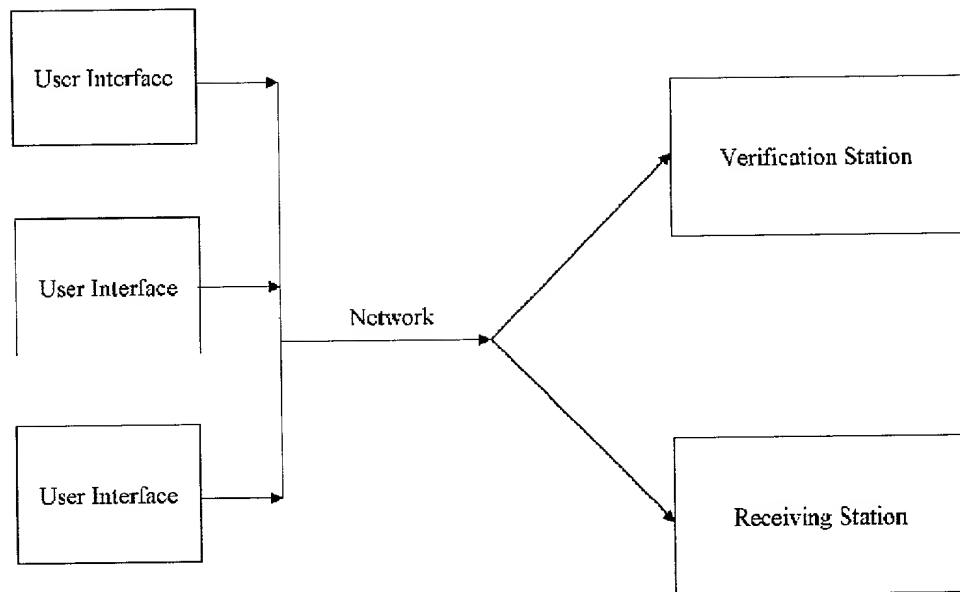 User Interface
Verification Station
User Interface
Network
User Interface
Receiving Station